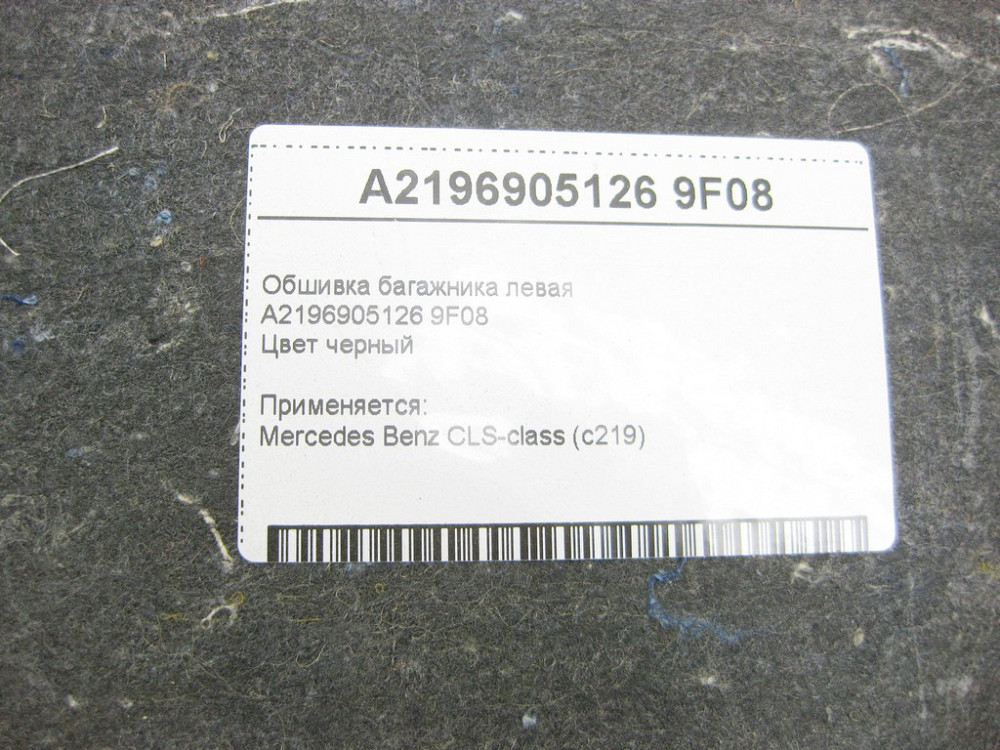 A2196905126 9F08
Обшивка багажника левая
A2196905126 9F08
Цвет черный
Применяется:
Mercedes Benz CLS-class (c219)